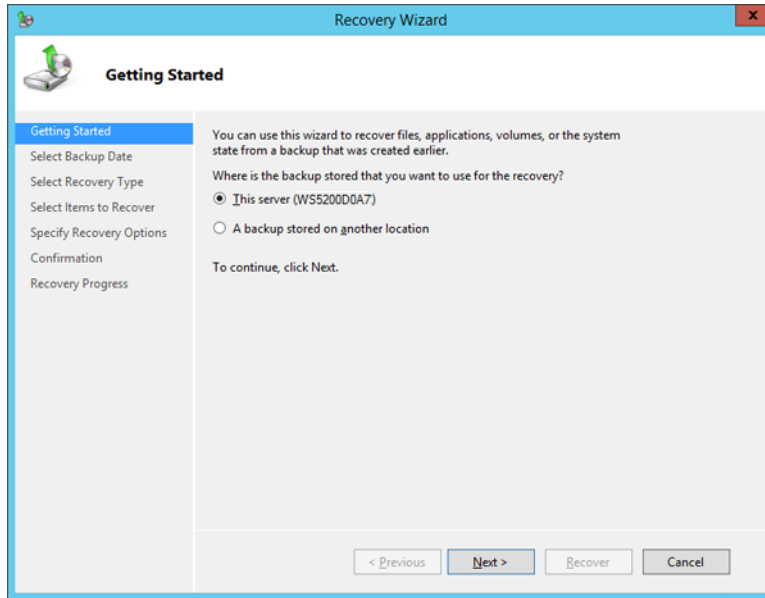 Recovery Wizard
x
Getting Started
Getting Started
Select Backup Date
Select Recovery Type
Select Items to Recover
Specify Recovery Options
Confirmation
Recovery Progress
You can use this wizard to recover files, applications, volumes, or the system
state from a backup that was created earlier.
Where is the backup stored that you want to use for the recovery?
This server (WS5200D0A7)
A backup stored on another location
To continue, click Next.
< Previous
Next >
Recover
Cancel